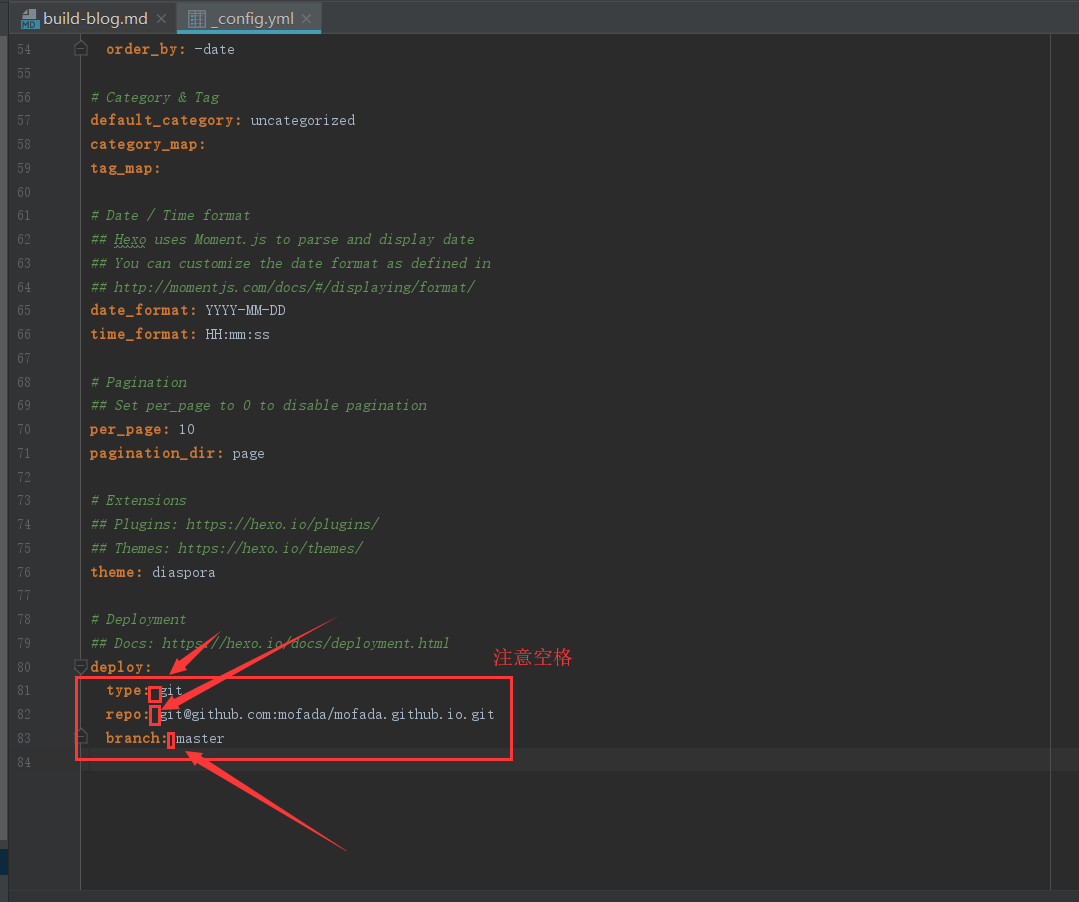 build-blog.md
_config.yml
54 order_by: -date
55
56 # Category & Tag
57 default_category: uncategorized
58 category_map:
59 tag_map:
60
61 # Date / Time format
62 ## Hexo uses Moment.js to parse and display date
63 ## You can customize the date format as defined in
64 ## http://momentjs.com/docs/#/displaying/format/
65 date_format: YYYY-MM-DD
66 time_format: HH:mm:ss
67
68 # Pagination
69 ## Set per_page to 0 to disable pagination
70 per_page: 10
71 pagination_dir: page
72
73 # Extensions
74 ## Plugins: https://hexo.io/plugins/
75 ## Themes: https://hexo.io/themes/
76 theme: diaspora
77
78 # Deployment
79 ## Docs: https://hexo.io/docs/deployment.html
注意空格
80 deploy:
81 type: git
82 repo: git@github.com:mofada/mofada.github.io.git
83 branch: master
84